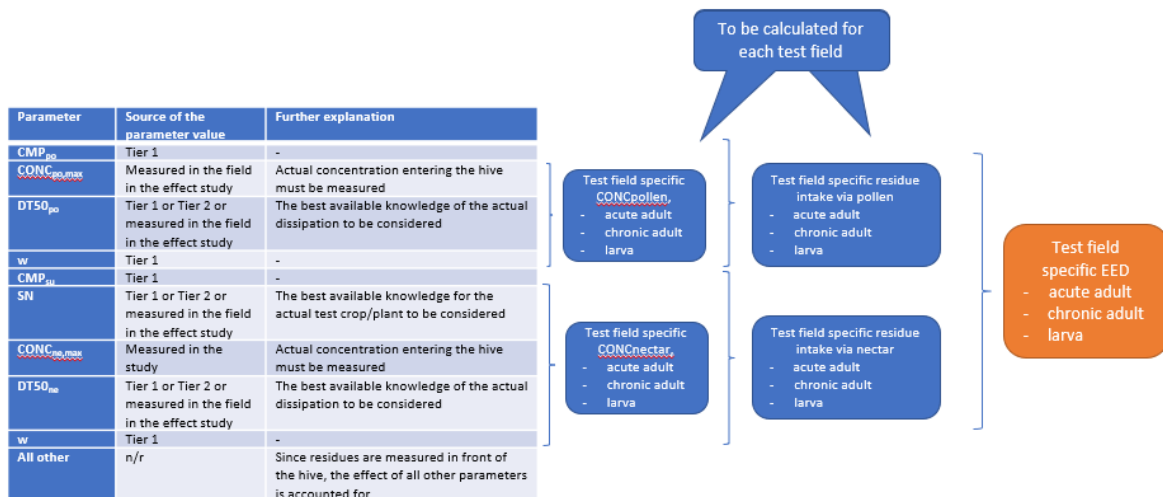 To be calculated for
each test field
Parameter Source of the parameter value Further explanation
CMPpo Tier 1 -
CONCpo,max Measured in the field Actual concentration entering the hive
in the effect study must be measured
DT50po Tier 1 or Tier 2 or The best available knowledge of the actual
measured in the field dissipation to be considered
in the effect study
w Tier 1 -
CMPsu Tier 1 -
SN Tier 1 or Tier 2 or The best available knowledge for the
measured in the field actual test crop/plant to be considered
in the effect study
CONCne,max Measured in the Actual concentration entering the hive
study must be measured
DT50ne Tier 1 or Tier 2 or The best available knowledge of the actual
measured in the field dissipation to be considered
in the effect study
w Tier 1 -
All other n/r Since residues are measured in front of
the hive, the effect of all other parameters
is accounted for
Test field specific
CONCpollen,
- acute adult
- chronic adult
- larva
Test field specific residue
intake via pollen
- acute adult
- chronic adult
- larva
Test field specific
CONCnectar,
- acute adult
- chronic adult
- larva
Test field specific residue
intake via nectar
- acute adult
- chronic adult
- larva
Test field
specific EED
- acute adult
- chronic adult
- larva